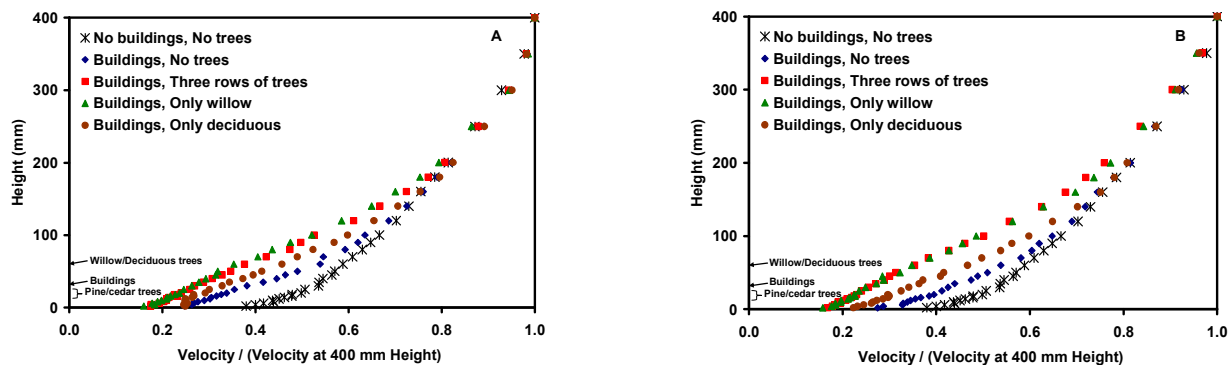 A
No buildings, No trees
Buildings, No trees
Buildings, Three rows of trees
Buildings, Only willow
Buildings, Only deciduous
Height (mm)
400
300
200
100
0
Willow/Deciduous trees
Buildings
Pine/cedar trees
0.0 0.2 0.4 0.6 0.8 1.0
Velocity / (Velocity at 400 mm Height)
B
No buildings, No trees
Buildings, No trees
Buildings, Three rows of trees
Buildings, Only willow
Buildings, Only deciduous
Height (mm)
400
300
200
100
0
Willow/Deciduous trees
Buildings
Pine/cedar trees
0.0 0.2 0.4 0.6 0.8 1.0
Velocity / (Velocity at 400 mm Height)